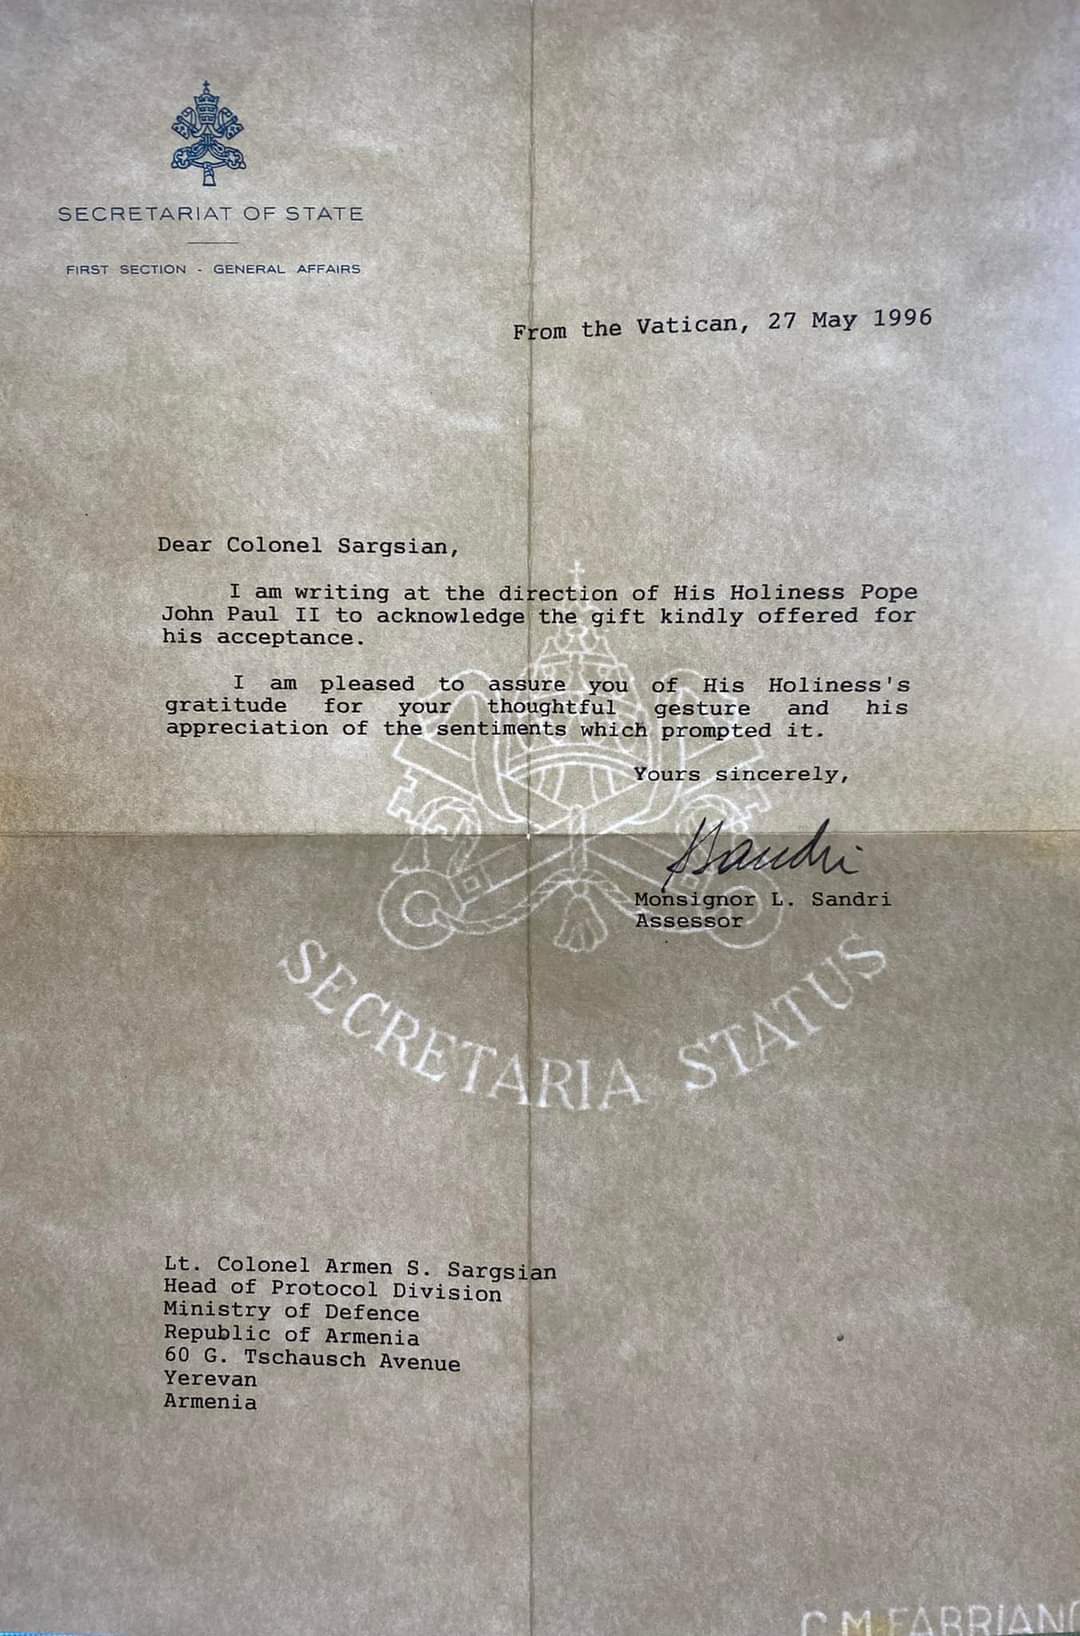 SECRETARIAT OF STATE
FIRST SECTION - GENERAL AFFAIRS
From the Vatican, 27 May 1996
Dear Colonel Sargsian,
I am writing at the direction of His Holiness Pope
John Paul II to acknowledge the gift kindly offered for
his acceptance.
I am pleased to assure you of His Holiness's
gratitude for your thoughtful gesture and his
appreciation of the sentiments which prompted it.
Yours sincerely,
Sandri
Monsignor L. Sandri
Assessor
SECRETARIA STATUS
Lt. Colonel Armen S. Sargsian
Head of Protocol Division
Ministry of Defence
Republic of Armenia
60 G. Tschausch Avenue
Yerevan
Armenia
C.M.FABRIANO